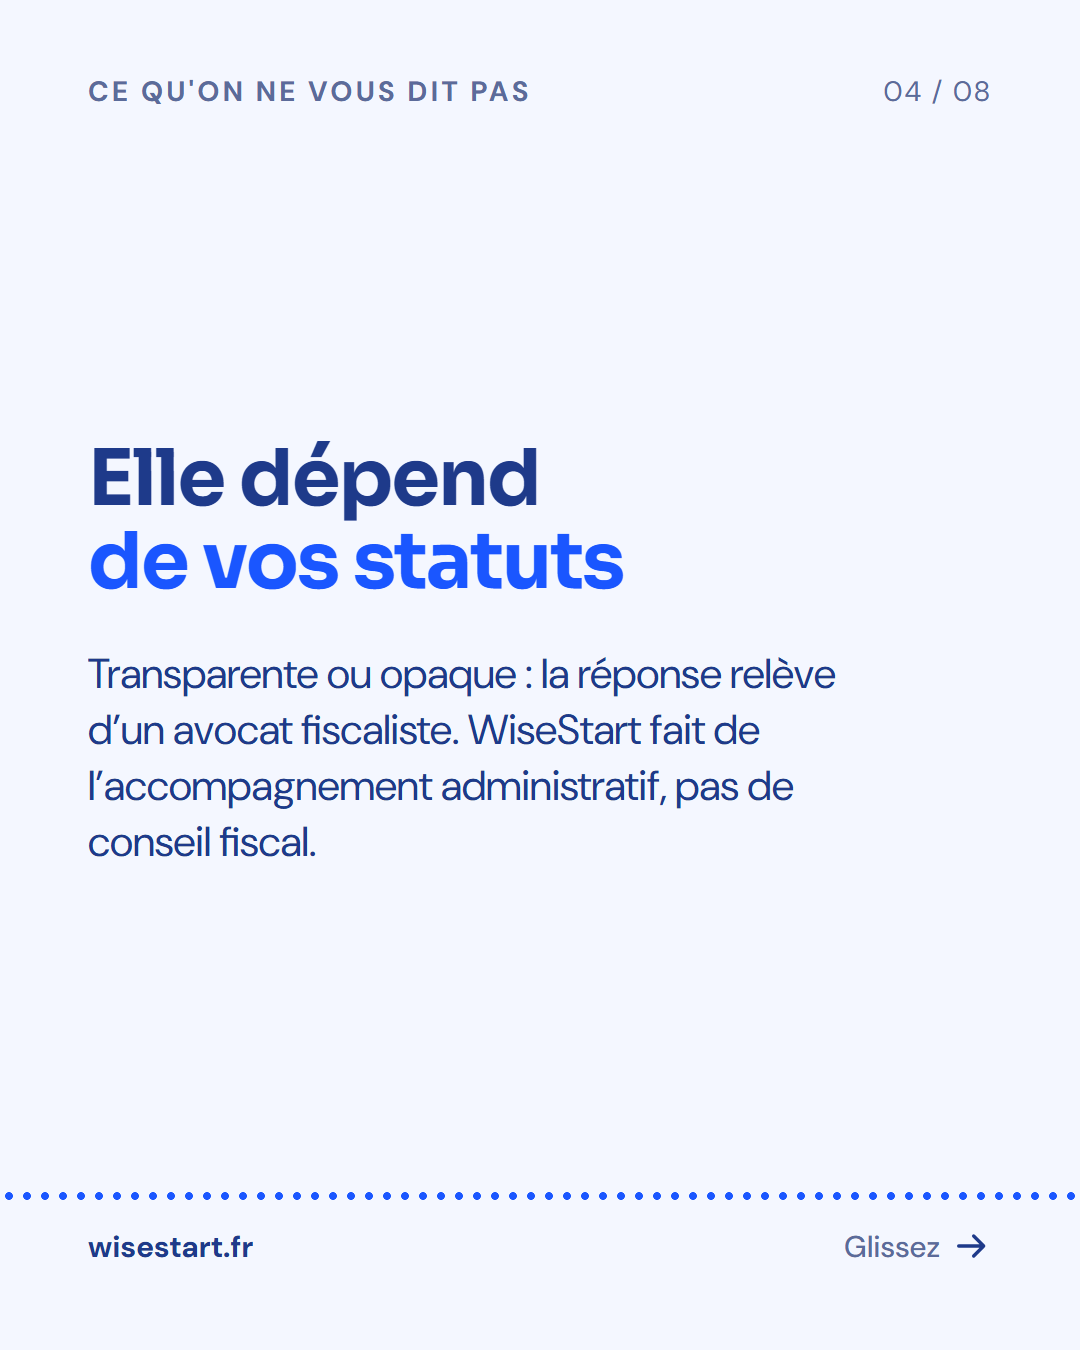 CE QU'ON NE VOUS DIT PAS
04 / 08
Elle dépend
de vos statuts
Transparente ou opaque : la réponse relève
d’un avocat fiscaliste. WiseStart fait de
l’accompagnement administratif, pas de
conseil fiscal.
wisestart.fr
Glissez →